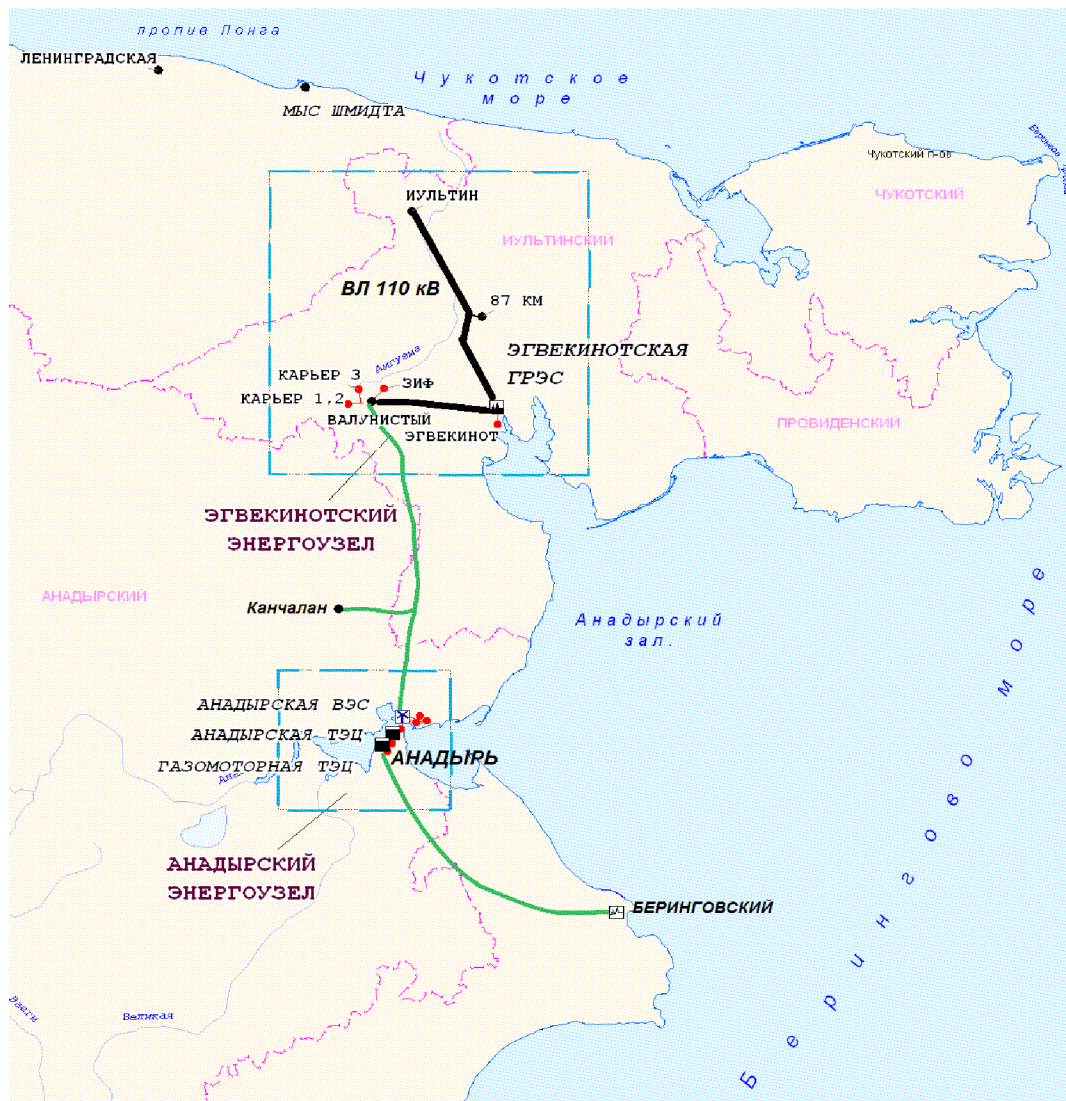 пролив Лонга
ЛЕНИНГРАДСКАЯ
МЫС ШМИДТА
Чукотское
море
Чукотский п-ов
ЧУКОТСКИЙ
ИУЛЬТИН
ИУЛЬТИНСКИЙ
ВЛ 110 кВ
87 КМ
Амгуема
ЭГВЕКИНОТСКАЯ
ГРЭС
КАРЬЕР 3
ЗИФ
КАРЬЕР 1,2
ВАЛУНИСТЫЙ
ЭГВЕКИНОТ
ПРОВИДЕНСКИЙ
ЭГВЕКИНОТСКИЙ
ЭНЕРГОУЗЕЛ
АНАДЫРСКИЙ
Канчалан
Анадырский
зал.
АНАДЫРСКАЯ ВЭС
АНАДЫРСКАЯ ТЭЦ
ГАЗОМОТОРНАЯ ТЭЦ
АНАДЫРЬ
АНАДЫРСКИЙ
ЭНЕРГОУЗЕЛ
БЕРИНГОВСКИЙ
Великая
Берингово море